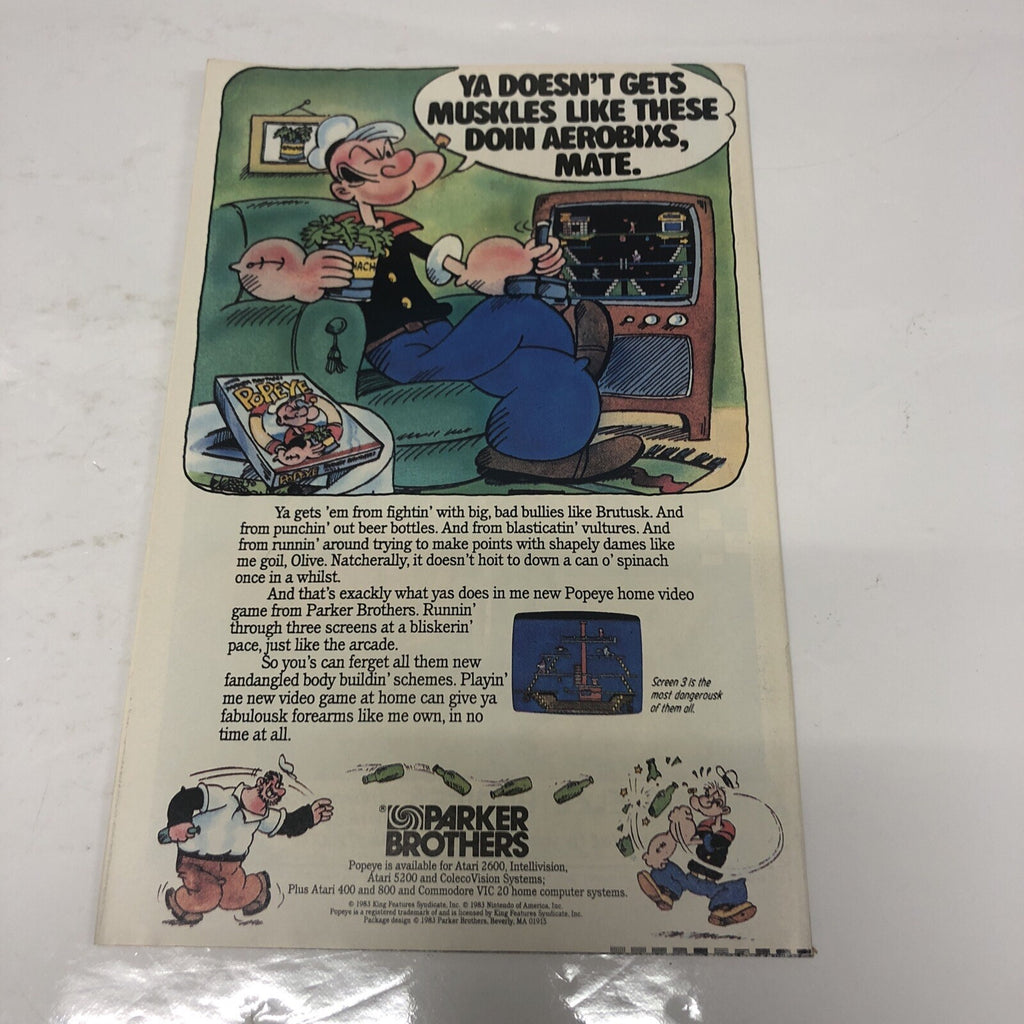 YA DOESN'T GETS
MUSKLES LIKE THESE
DOIN AEROBIXS,
MATE.
NACH
POPEYE
Ya gets 'em from fightin' with big, bad bullies like Brutusk. And
from punchin' out beer bottles. And from blasticatin' vultures. And
from runnin' around trying to make points with shapely dames like
me goil, Olive. Natcherally, it doesn't hoit to down a can o' spinach
once in a whilst.
And that's exackly what yas does in me new Popeye home video
game from Parker Brothers. Runnin'
through three screens at a bliskerin'
pace, just like the arcade.
So you's can ferget all them new
fandangled body buildin' schemes. Playin'
me new video game at home can give ya
fabulousk forearms like me own, in no
time at all.
Screen 3 is the
most dangerousk
of them all.
® PARKER
BROTHERS
Popeye is available for Atari 2600, Intellivision,
Atari 5200 and ColecoVision Systems;
Plus Atari 400 and 800 and Commodore VIC 20 home computer systems.
© 1983 King Features Syndicate, Inc. © 1983 Nintendo of America, Inc.
Popeye is a registered trademark of and is licensed by King Features Syndicate, Inc.
Package design © 1983 Parker Brothers, Beverly, MA 01915